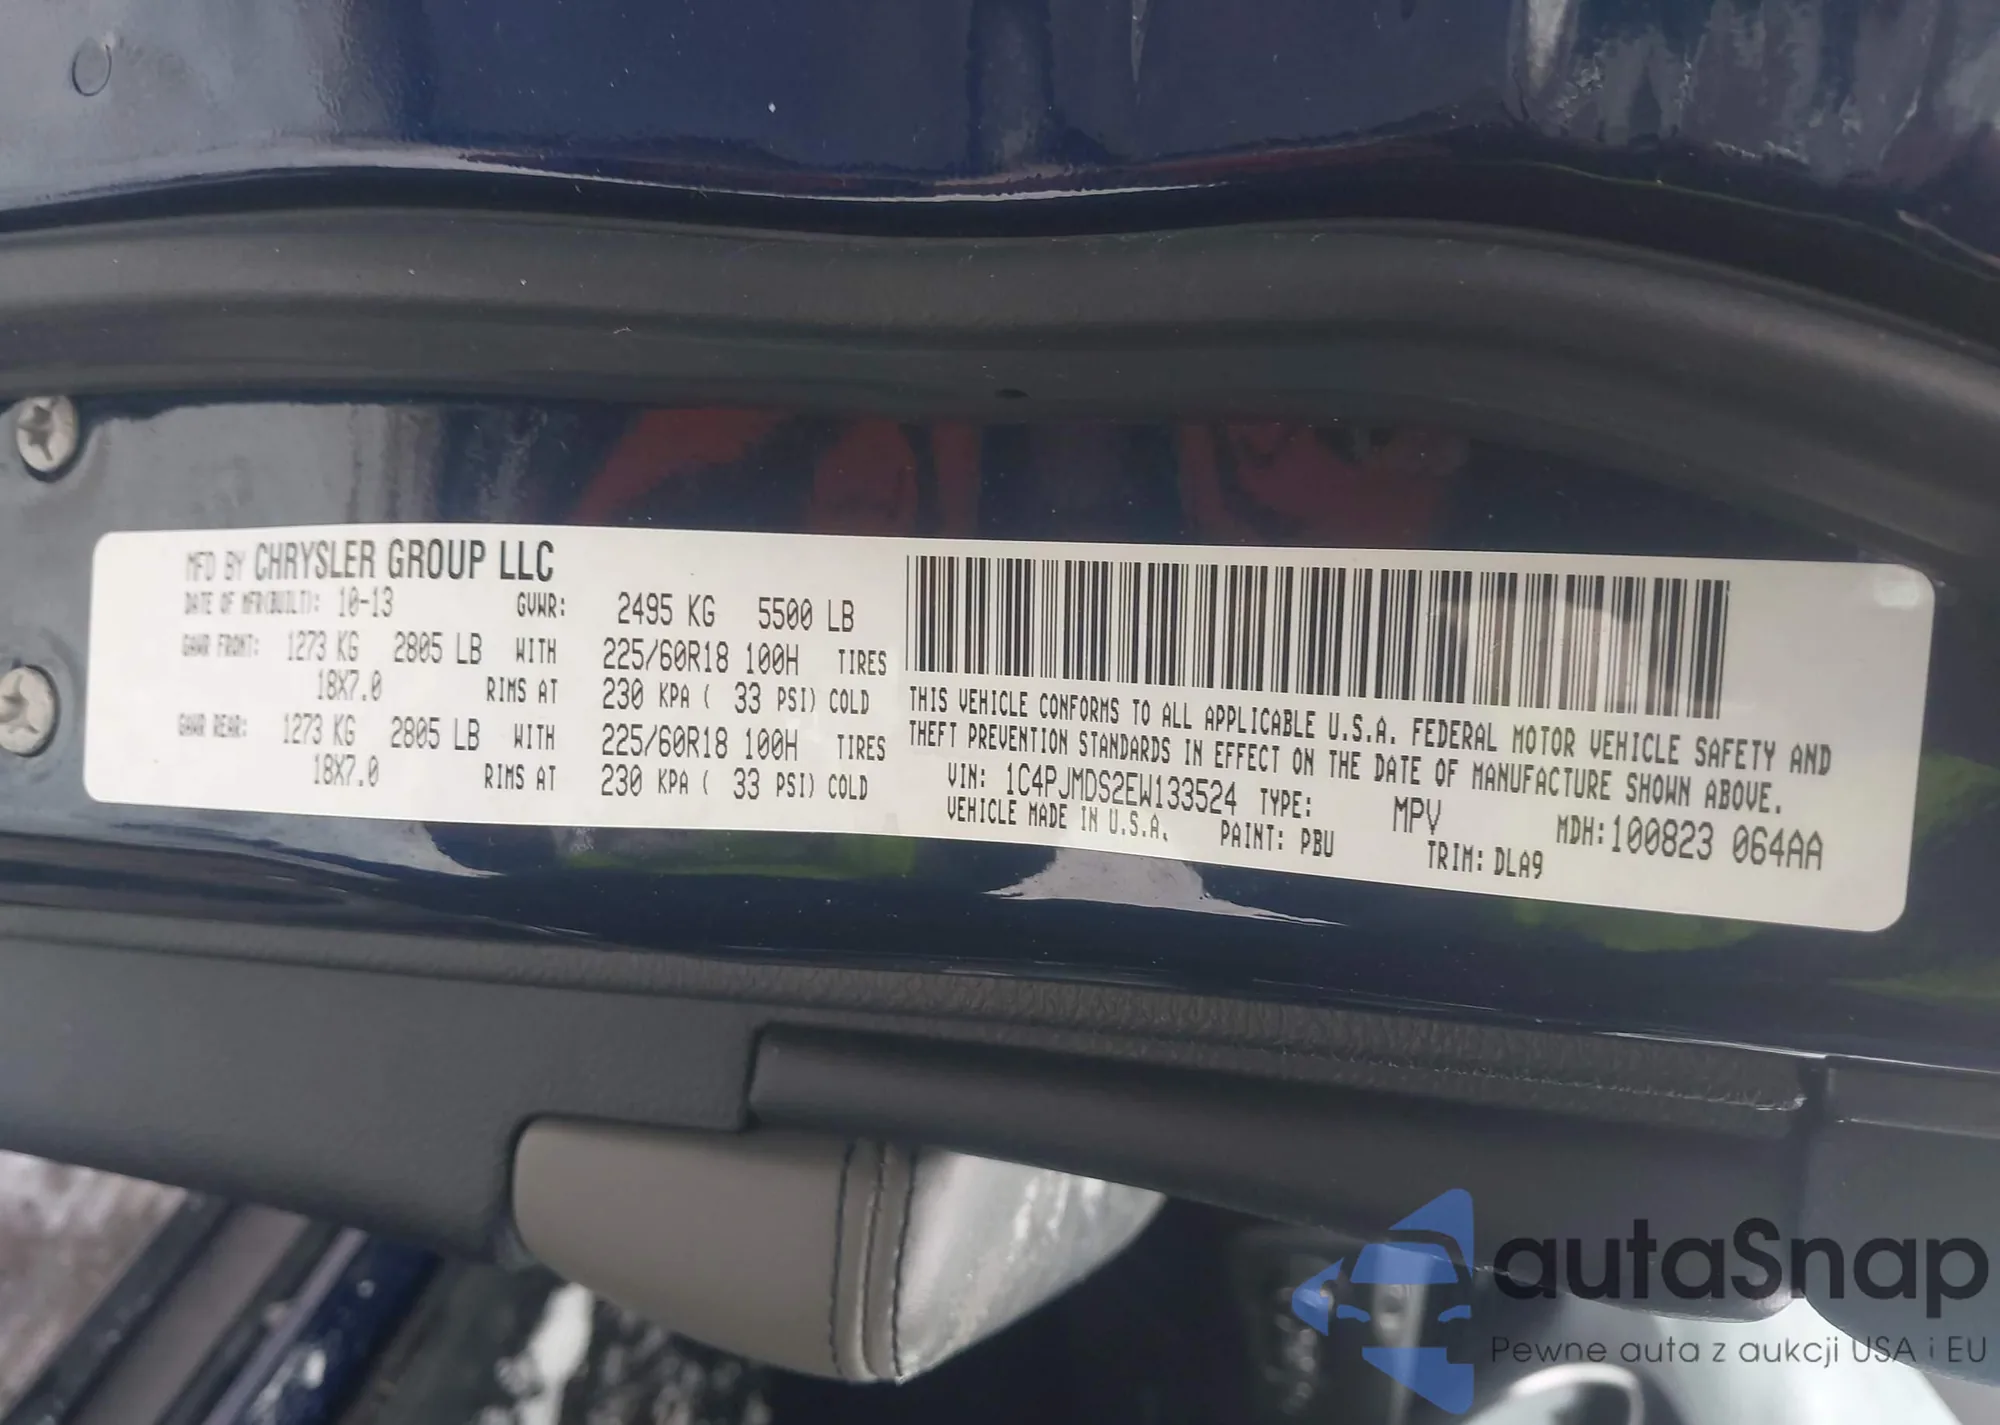 MFD BY CHRYSLER GROUP LLC
DATE OF MFR(BUILT): 10-13 GVWR: 2495 KG 5500 LB
GAWR FRONT: 1273 KG 2805 LB WITH 225/60R18 100H TIRES
18X7.0 RIMS AT 230 KPA ( 33 PSI) COLD
GAWR REAR: 1273 KG 2805 LB WITH 225/60R18 100H TIRES
18X7.0 RIMS AT 230 KPA ( 33 PSI) COLD
THIS VEHICLE CONFORMS TO ALL APPLICABLE U.S.A. FEDERAL MOTOR VEHICLE SAFETY AND
THEFT PREVENTION STANDARDS IN EFFECT ON THE DATE OF MANUFACTURE SHOWN ABOVE.
VIN: 1C4PJMDS2EW133524 TYPE: MPV MDH:100823 064AA
VEHICLE MADE IN U.S.A. PAINT: PBU TRIM: DLA9
autaSnap
Pewne auta z aukcji USA i EU